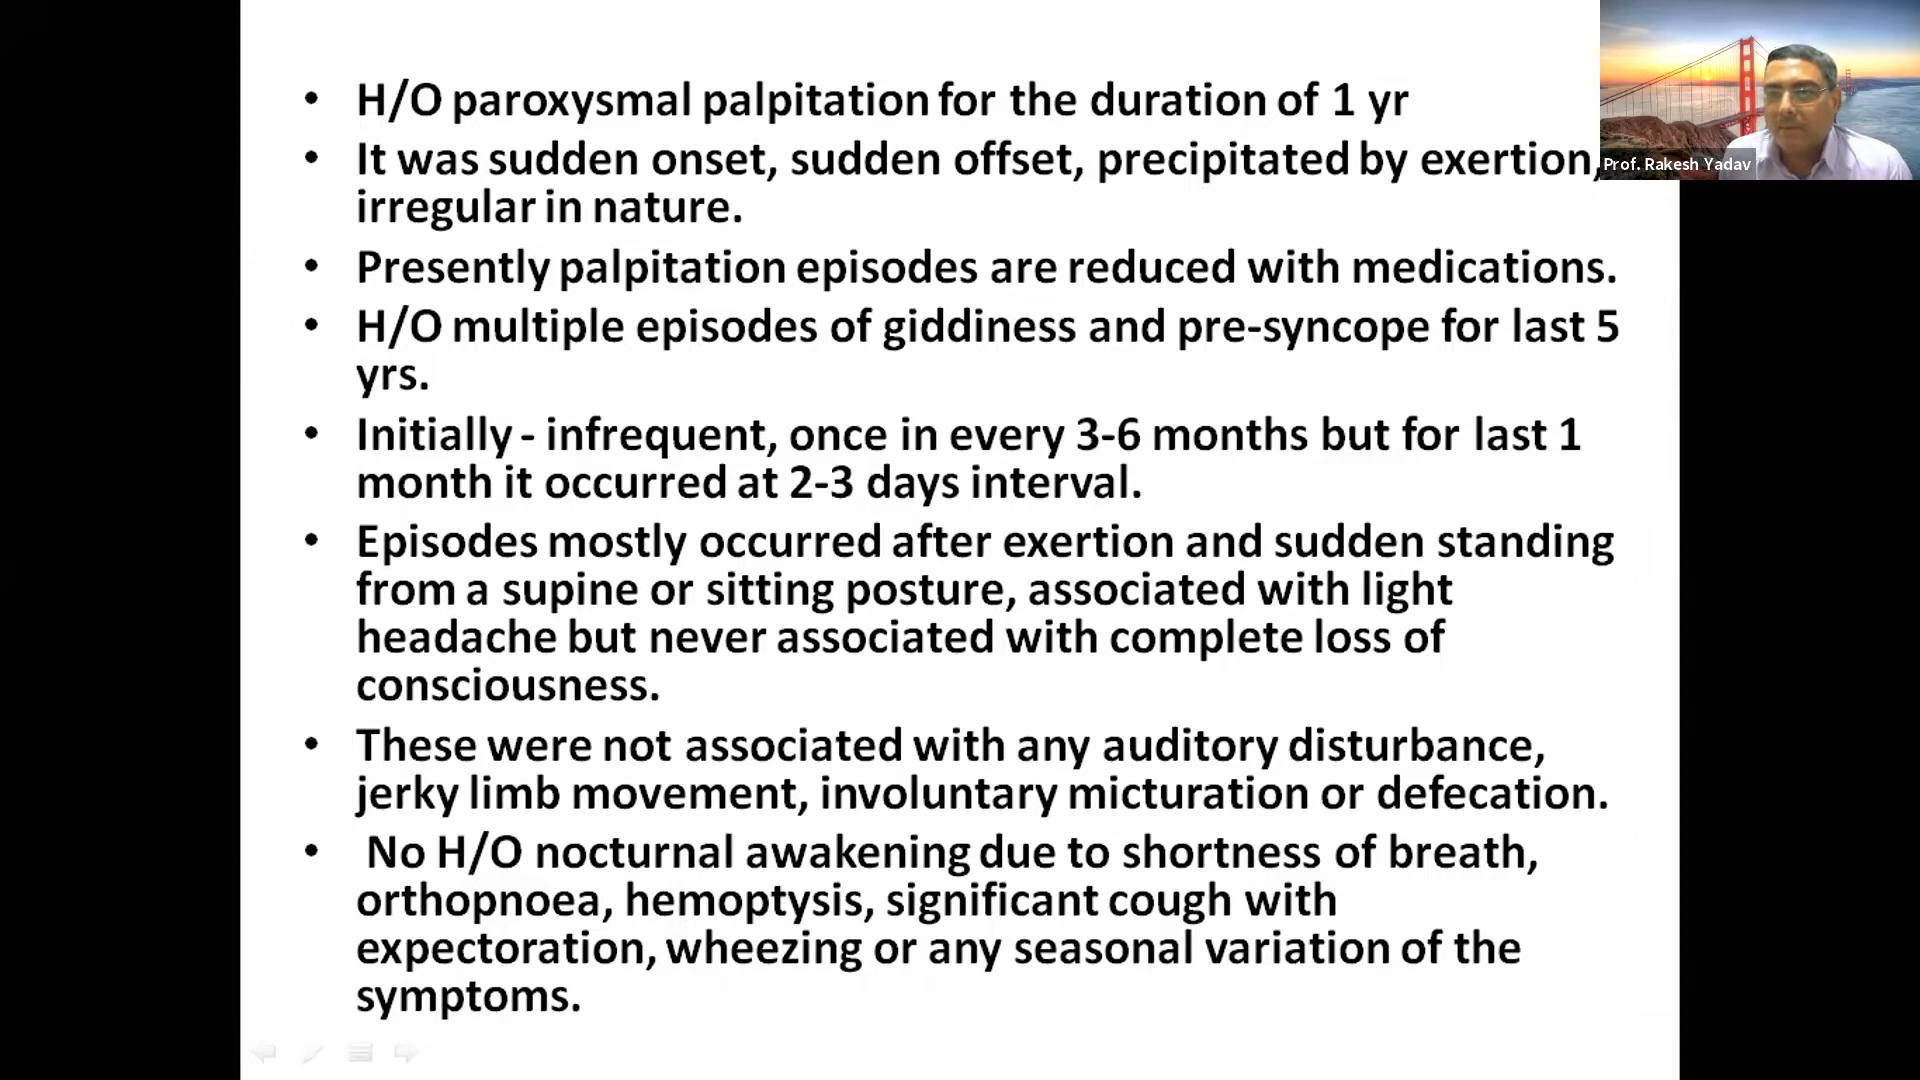 • H/O paroxysmal palpitation for the duration of 1 yr
• It was sudden onset, sudden offset, precipitated by exertion,
irregular in nature.
• Presently palpitation episodes are reduced with medications.
• H/O multiple episodes of giddiness and pre-syncope for last 5
yrs.
• Initially - infrequent, once in every 3-6 months but for last 1
month it occurred at 2-3 days interval.
• Episodes mostly occurred after exertion and sudden standing
from a supine or sitting posture, associated with light
headache but never associated with complete loss of
consciousness.
• These were not associated with any auditory disturbance,
jerky limb movement, involuntary micturation or defecation.
• No H/O nocturnal awakening due to shortness of breath,
orthopnoea, hemoptysis, significant cough with
expectoration, wheezing or any seasonal variation of the
symptoms.
Prof. Rakesh Yadav